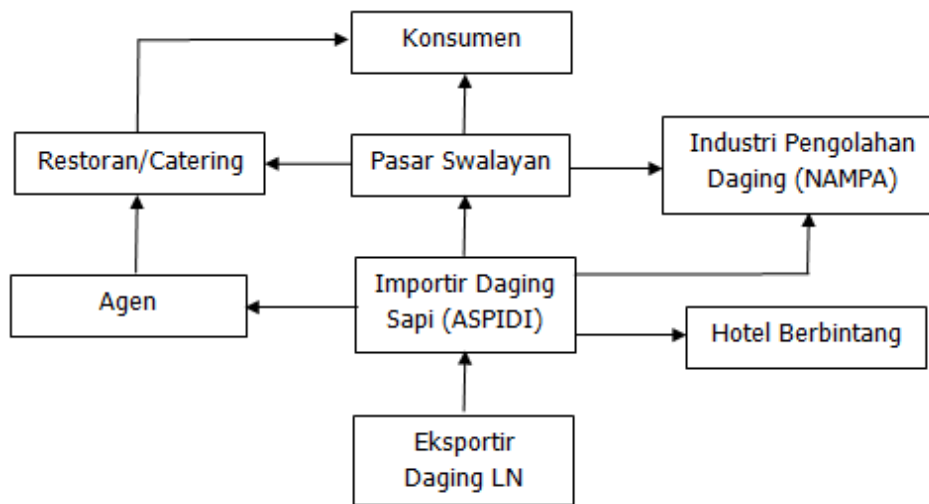 Konsumen
Restoran/Catering
Pasar Swalayan
Industri Pengolahan
Daging (NAMPA)
Agen
Importir Daging
Sapi (ASPIDI)
Hotel Berbintang
Eksportir
Daging LN